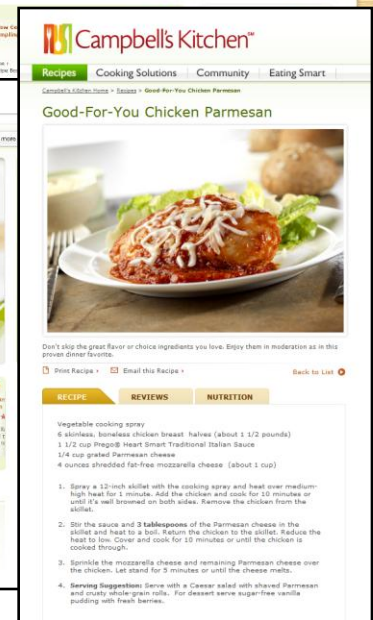 Campbell's Kitchen™
Recipes Cooking Solutions Community Eating Smart
Campbell's Kitchen Home > Recipes > Good-For-You Chicken Parmesan
Good-For-You Chicken Parmesan
Don't skip the great flavor or choice ingredients you love. Enjoy them in moderation as in this
proven dinner favorite.
Print Recipe Email this Recipe Back to List
RECIPE REVIEWS NUTRITION
Vegetable cooking spray
6 skinless, boneless chicken breast halves (about 1 1/2 pounds)
1 1/2 cup Prego® Heart Smart Traditional Italian Sauce
1/4 cup grated Parmesan cheese
4 ounces shredded fat-free mozzarella cheese (about 1 cup)
1. Spray a 12-inch skillet with the cooking spray and heat over medium-
high heat for 1 minute. Add the chicken and cook for 10 minutes or
until it's well browned on both sides. Remove the chicken from the
skillet.
2. Stir the sauce and 3 tablespoons of the Parmesan cheese in the
skillet and heat to a boil. Return the chicken to the skillet. Reduce the
heat to low. Cover and cook for 10 minutes or until the chicken is
cooked through.
3. Sprinkle the mozzarella cheese and remaining Parmesan cheese over
the chicken. Let stand for 5 minutes or until the cheese melts.
4. Serving Suggestion: Serve with a Caesar salad with shaved Parmesan
and crusty whole-grain rolls. For dessert serve sugar-free vanilla
pudding with fresh berries.